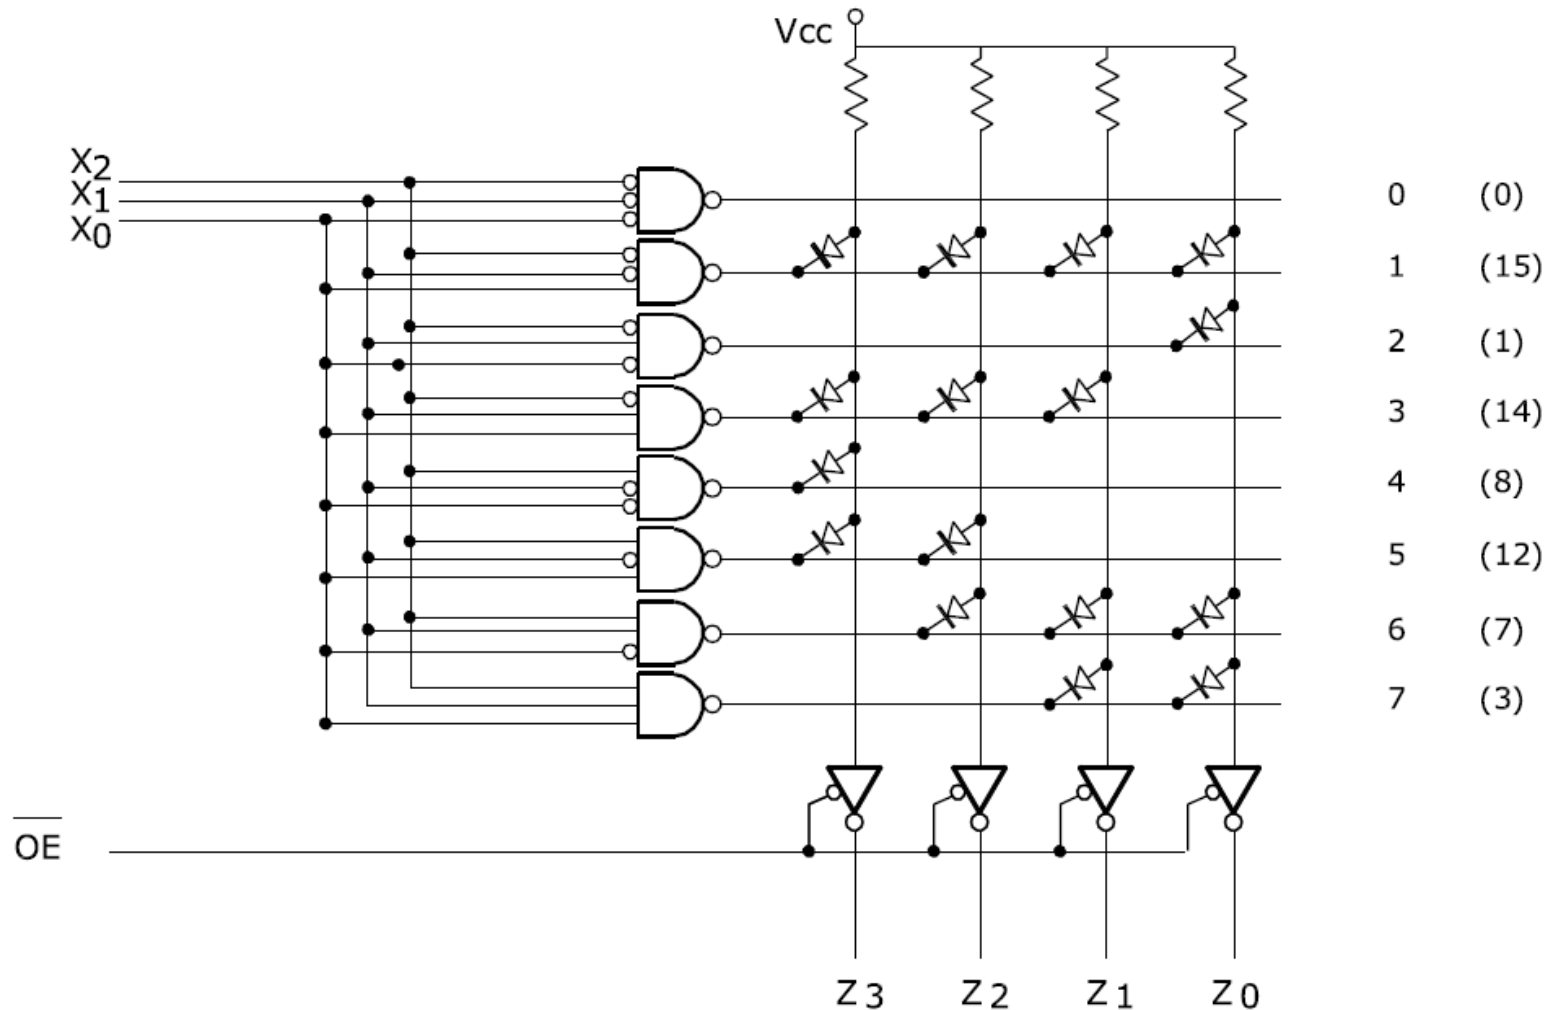 Vcc
X2
X1
X0
0 (0)
1 (15)
2 (1)
3 (14)
4 (8)
5 (12)
6 (7)
7 (3)
OE
Z3 Z2 Z1 Z0